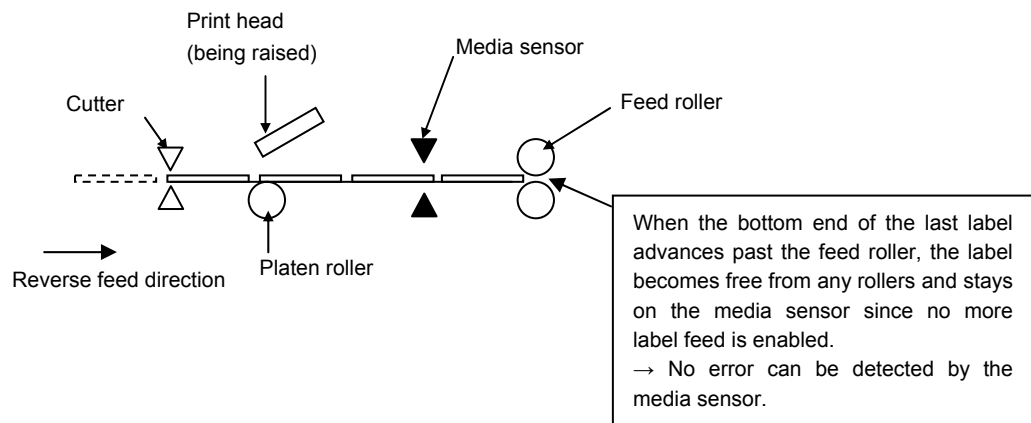 Print head
(being raised)
Media sensor
Cutter
Feed roller
Reverse feed direction
Platen roller
When the bottom end of the last label
advances past the feed roller, the label
becomes free from any rollers and stays
on the media sensor since no more
label feed is enabled.
→ No error can be detected by the
media sensor.